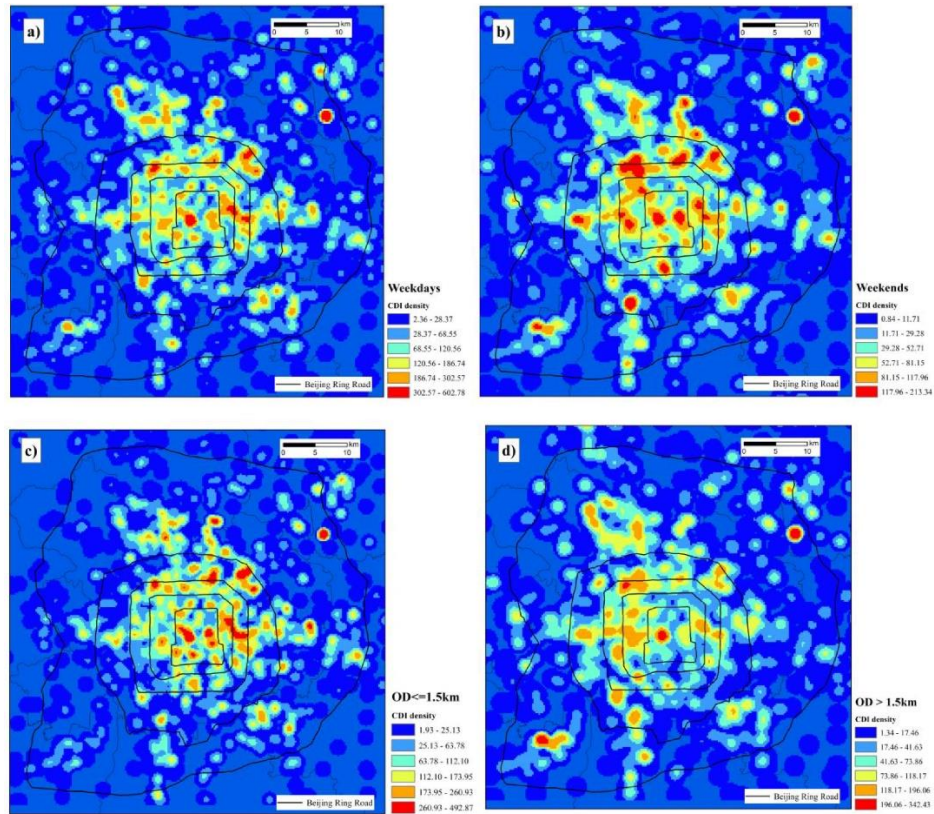 a)
km
0 5 10
Weekdays
CDI density
2.36 - 28.37
28.37 - 68.55
68.55 - 120.56
120.56 - 186.74
186.74 - 302.57
302.57 - 602.78
Beijing Ring Road
b)
km
0 5 10
Weekends
CDI density
0.84 - 11.71
11.71 - 29.28
29.28 - 52.71
52.71 - 81.15
81.15 - 117.96
117.96 - 213.34
Beijing Ring Road
c)
km
0 5 10
OD<=1.5km
CDI density
1.93 - 25.13
25.13 - 63.78
63.78 - 112.10
112.10 - 173.95
173.95 - 260.93
260.93 - 492.87
Beijing Ring Road
d)
km
0 5 10
OD > 1.5km
CDI density
1.34 - 17.46
17.46 - 41.63
41.63 - 73.86
73.86 - 118.17
118.17 - 196.06
196.06 - 342.43
Beijing Ring Road